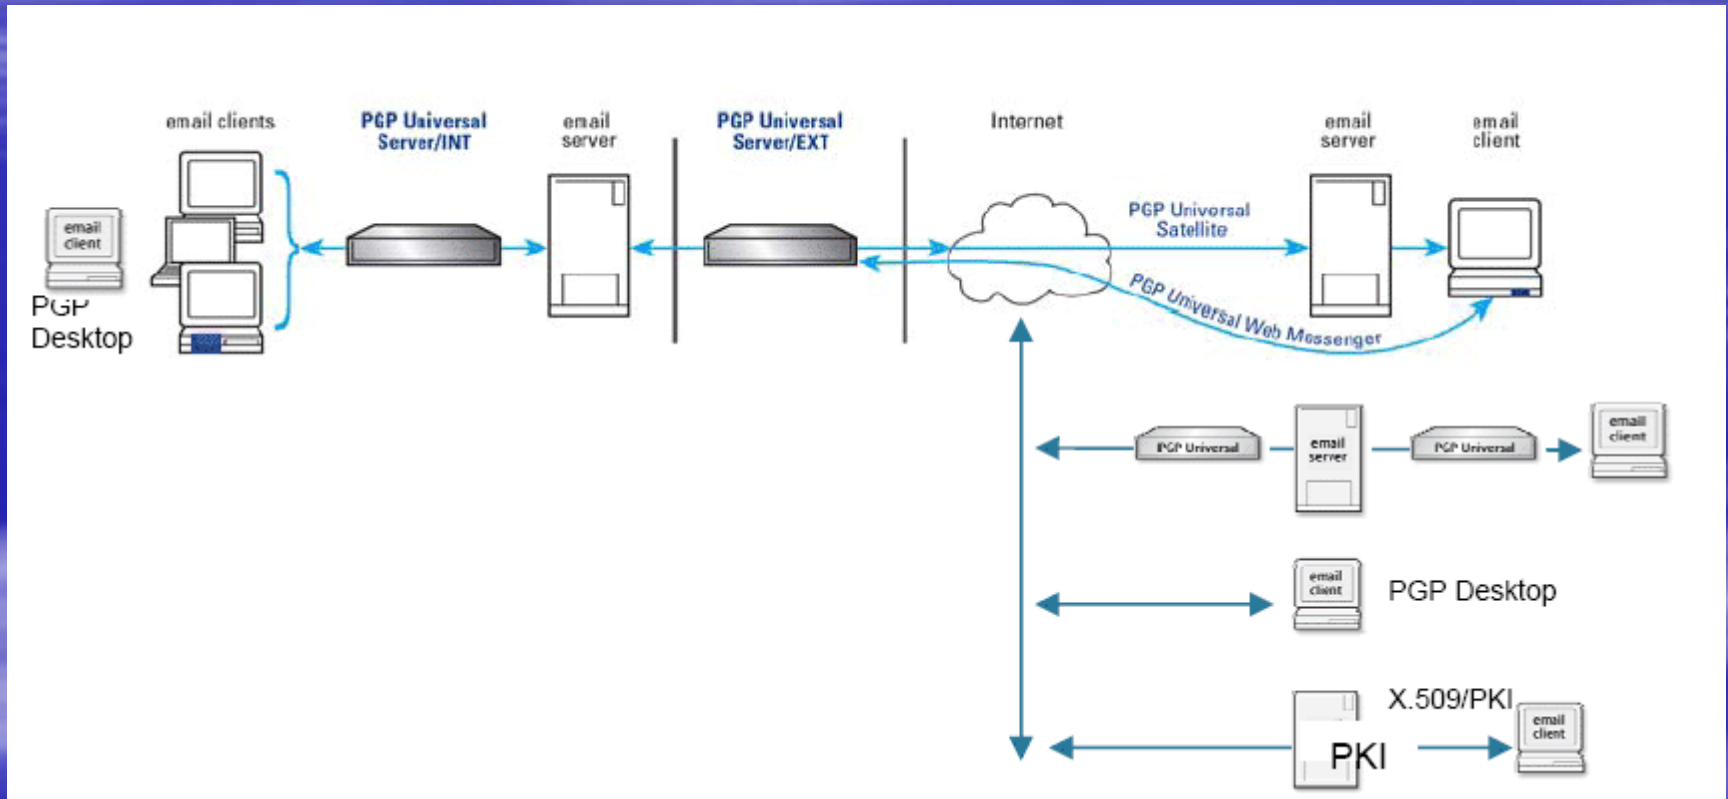 email clients
PGP Universal
Server/INT
email
server
PGP Universal
Server/EXT
Internet
email
server
email
client
email
client
PGP
Desktop
PGP Universal
Satellite
PGP Universal Web Messenger
PGP Universal
email
server
PGP Universal
email
client
email
client
PGP Desktop
X.509/PKI
PKI
email
client